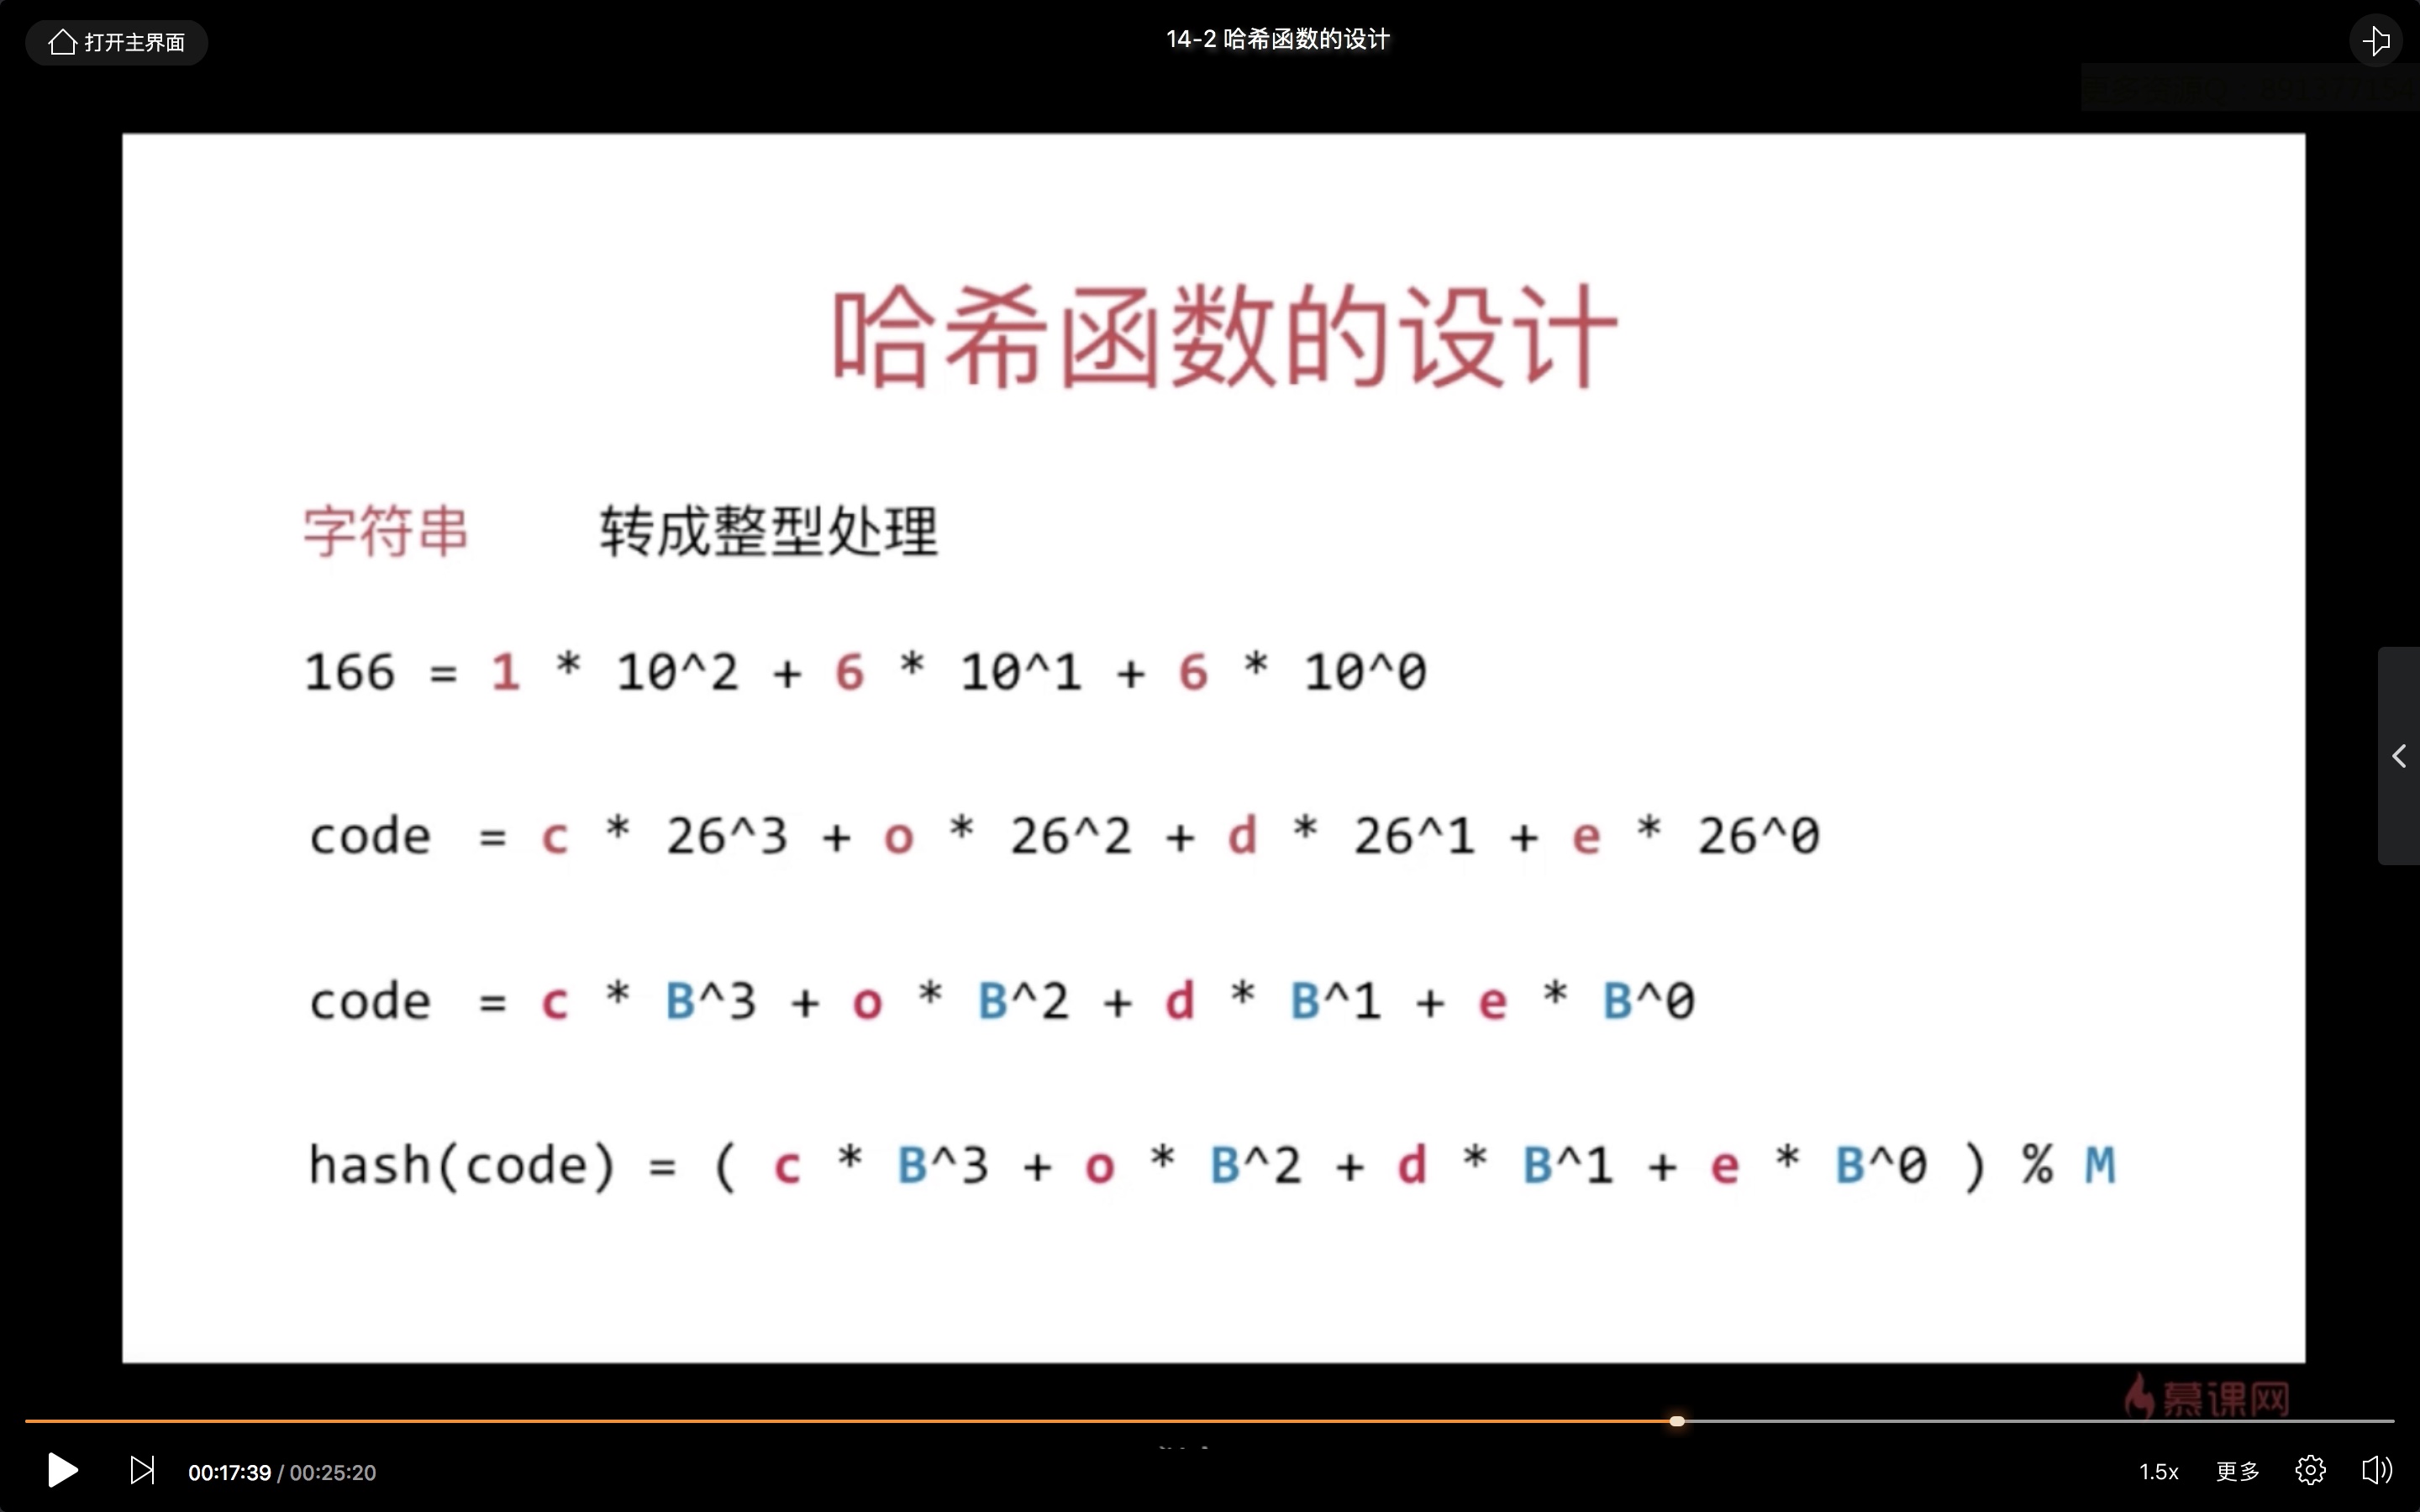 打开主界面
14-2 哈希函数的设计
哈希函数的设计
字符串 转成整型处理
166 = 1 * 10^2 + 6 * 10^1 + 6 * 10^0
code = c * 26^3 + o * 26^2 + d * 26^1 + e * 26^0
code = c * B^3 + o * B^2 + d * B^1 + e * B^0
hash(code) = ( c * B^3 + o * B^2 + d * B^1 + e * B^0 ) % M
慕课网
00:17:39 / 00:25:20
1.5x 更多